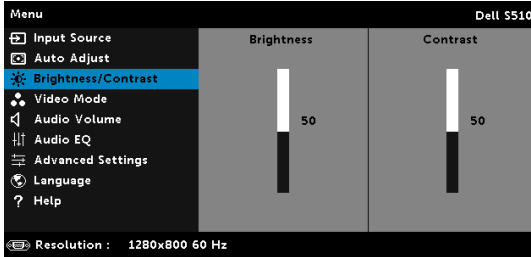 Menu Dell S510
Input Source
Auto Adjust
Brightness/Contrast
Video Mode
Audio Volume
Audio EQ
Advanced Settings
Language
? Help
Brightness Contrast
50 50
Resolution : 1280x800 60 Hz